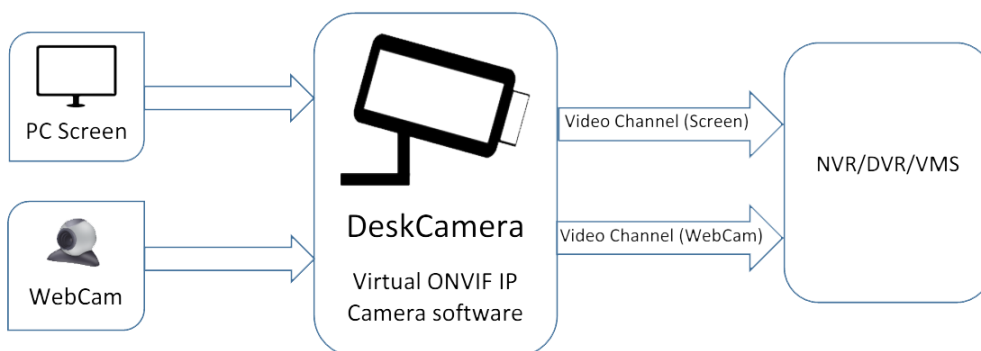 PC Screen
WebCam
DeskCamera
Virtual ONVIF IP
Camera software
Video Channel (Screen)
Video Channel (WebCam)
NVR/DVR/VMS